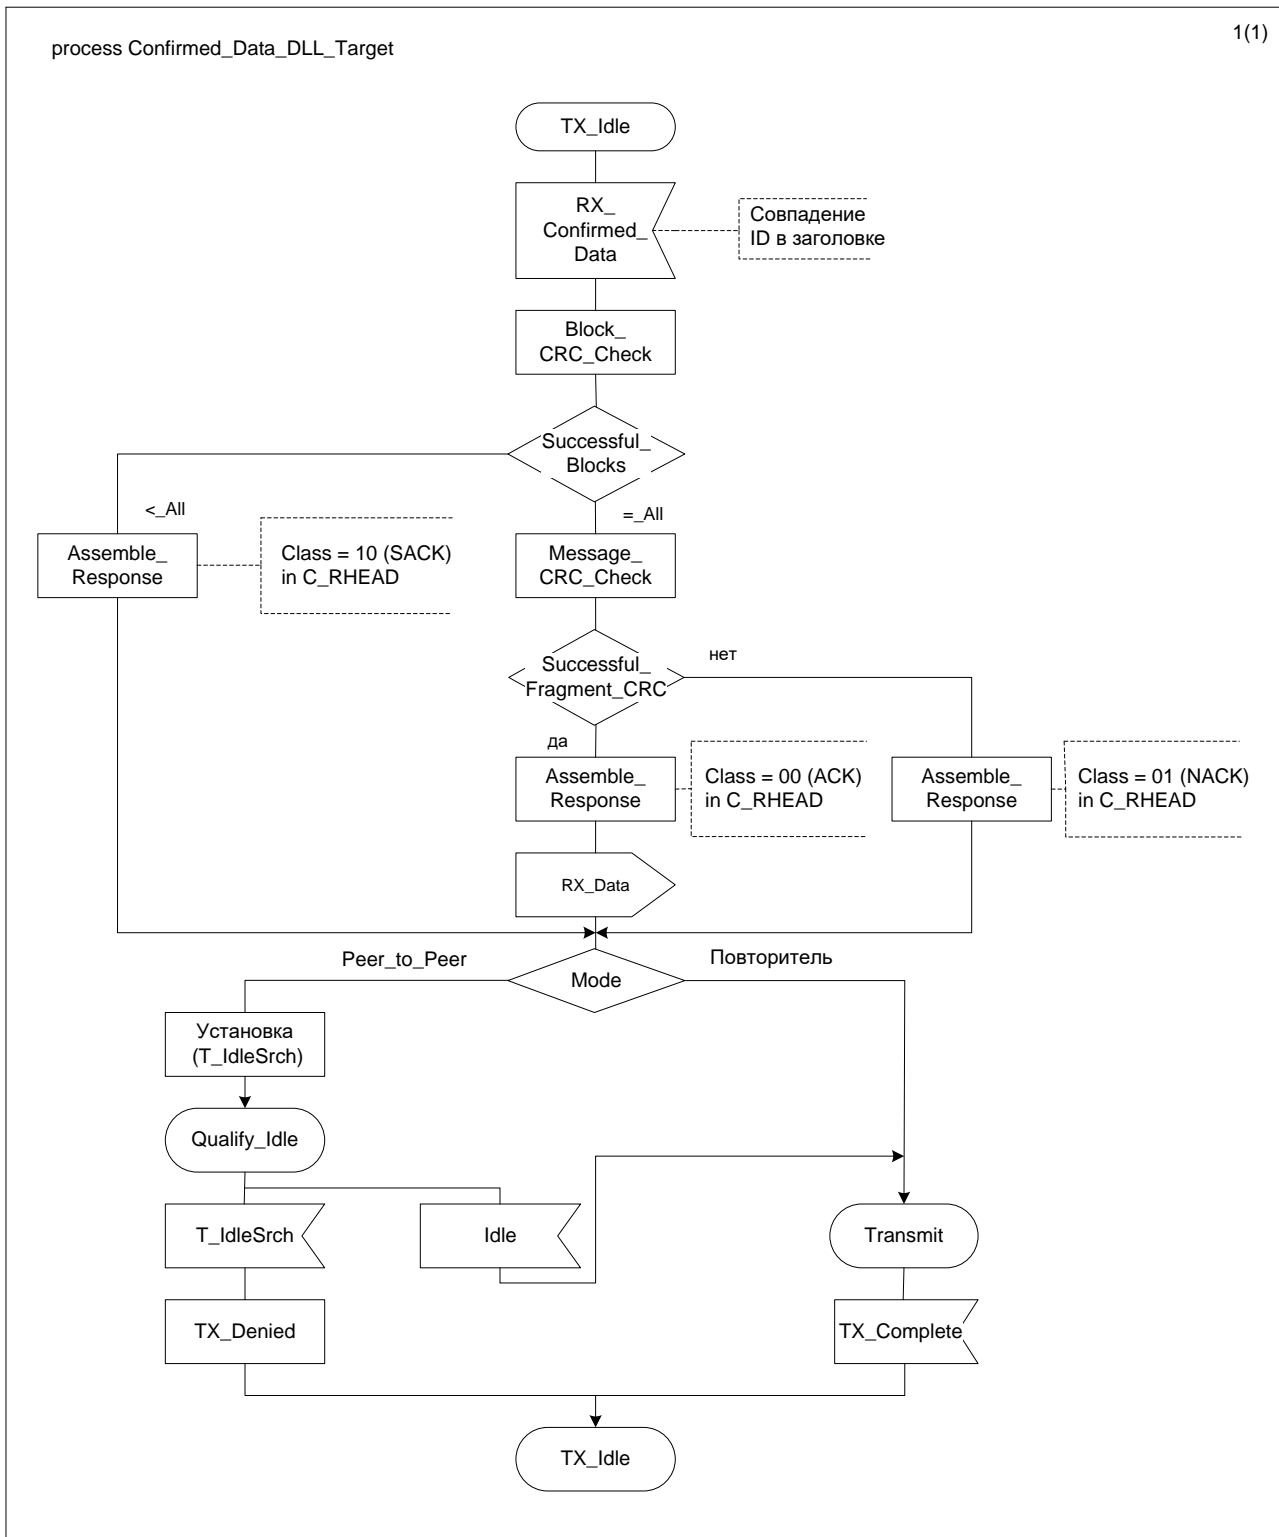 1(1)
process Confirmed_Data_DLL_Target
TX_Idle
RX_
Confirmed_
Data
Совпадение
ID в заголовке
Block_
CRC_Check
Successful_
Blocks
<_All
=_All
Assemble_
Response
Class = 10 (SACK)
in C_RHEAD
Message_
CRC_Check
Successful_
Fragment_CRC
нет
да
Assemble_
Response
Class = 00 (ACK)
in C_RHEAD
Assemble_
Response
Class = 01 (NACK)
in C_RHEAD
RX_Data
Peer_to_Peer
Mode
Повторитель
Установка
(T_IdleSrch)
Qualify_Idle
T_IdleSrch
Idle
Transmit
TX_Denied
TX_Complete
TX_Idle